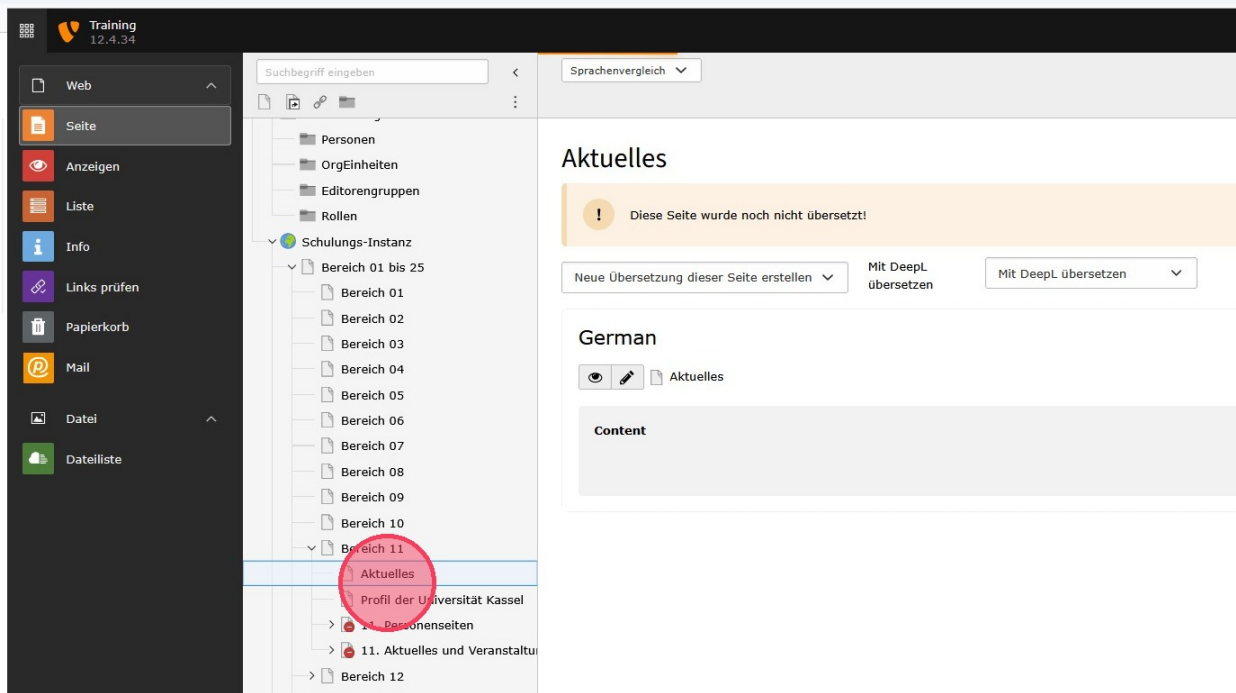 Training
12.4.34
Web
Seite
Anzeigen
Liste
Info
Links prüfen
Papierkorb
Mail
Datei
Dateiliste
Suchbegriff eingeben
Personen
OrgEinheiten
Editorengruppen
Rollen
Schulungs-Instanz
Bereich 01 bis 25
Bereich 01
Bereich 02
Bereich 03
Bereich 04
Bereich 05
Bereich 06
Bereich 07
Bereich 08
Bereich 09
Bereich 10
Bereich 11
Aktuelles
Profil der Universität Kassel
11. Personenseiten
11. Aktuelles und Veranstaltu
Bereich 12
Sprachenvergleich
Aktuelles
! Diese Seite wurde noch nicht übersetzt!
Neue Übersetzung dieser Seite erstellen
Mit DeepL
übersetzen
Mit DeepL übersetzen
German
Aktuelles
Content